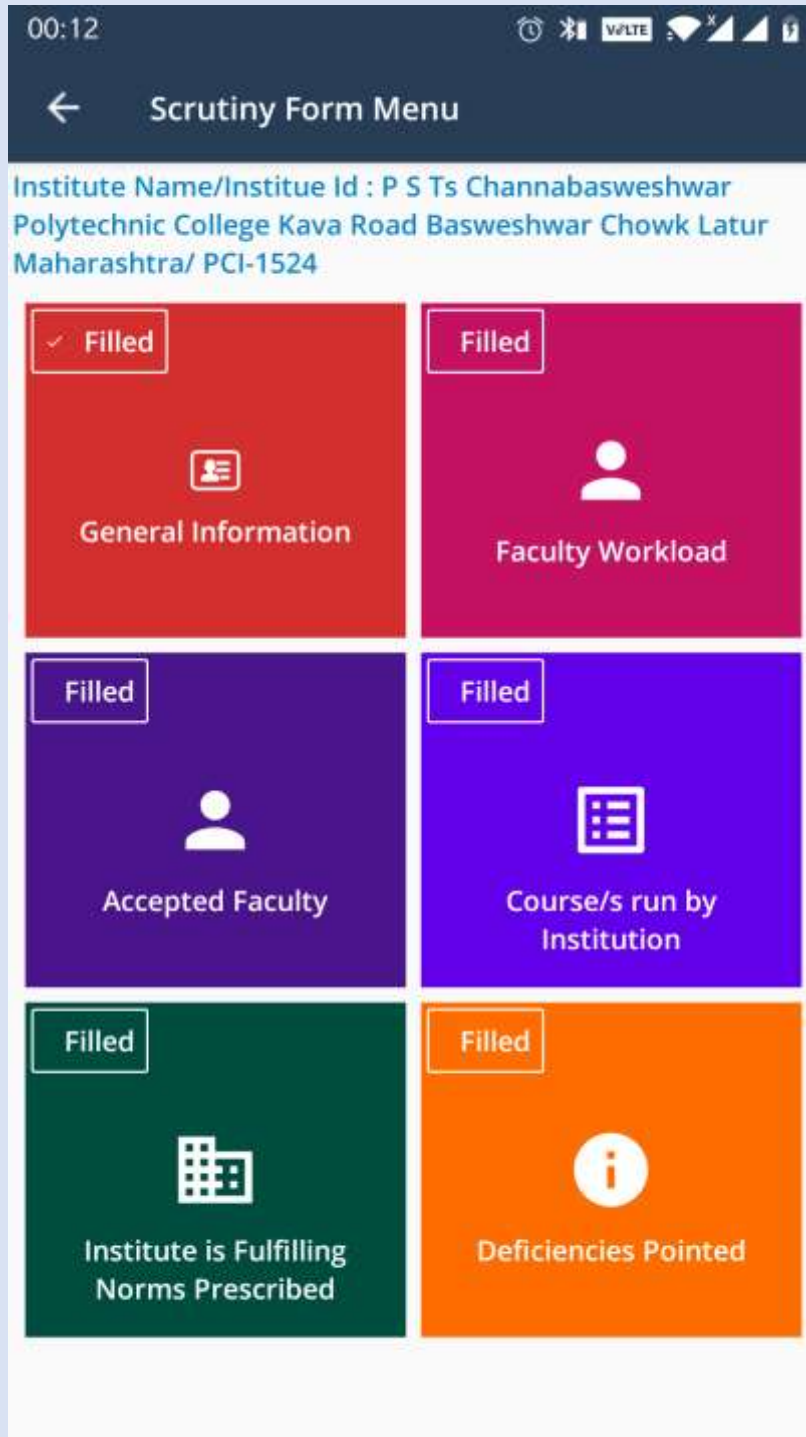 00:12
VoLTE
X
Scrutiny Form Menu
Institute Name/Institue Id : P S Ts Channabasweshwar
Polytechnic College Kava Road Basweshwar Chowk Latur
Maharashtra/ PCI-1524
Filled
General Information
Filled
Faculty Workload
Filled
Accepted Faculty
Filled
Course/s run by
Institution
Filled
Institute is Fulfilling
Norms Prescribed
Filled
Deficiencies Pointed